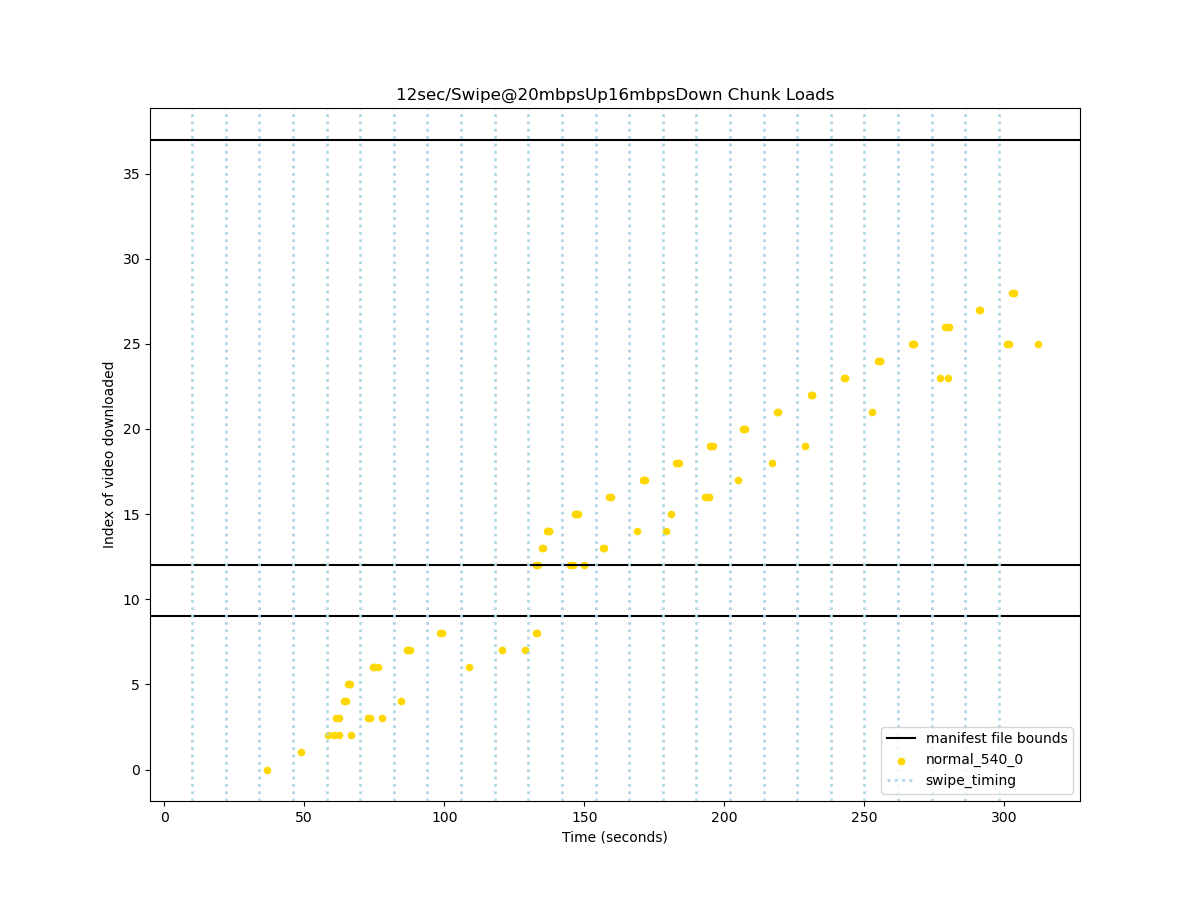 12sec/Swipe@20mbpsUp16mbpsDown Chunk Loads
35
30
25
20
15
10
5
0
Index of video downloaded
0 50 100 150 200 250 300
Time (seconds)
manifest file bounds
normal_540_0
swipe_timing